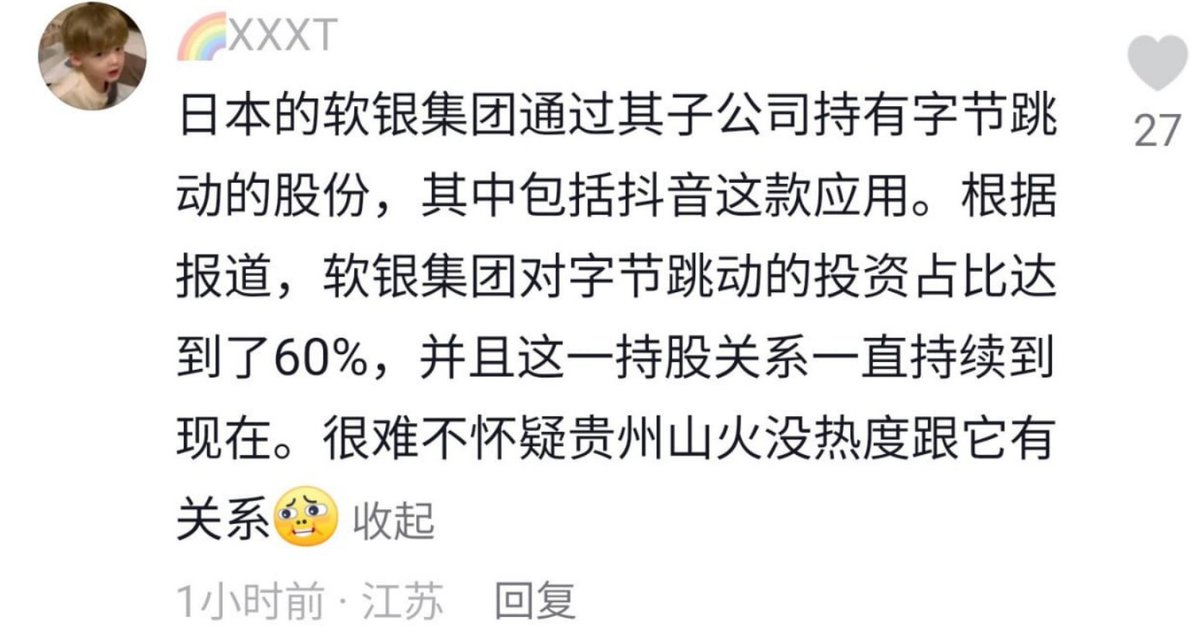 🌈XXXT
日本的软银集团通过其子公司持有字节跳
动的股份，其中包括抖音这款应用。根据
报道，软银集团对字节跳动的投资占比达
到了60%，并且这一持股关系一直持续到
现在。很难不怀疑贵州山火没热度跟它有
关系 收起
1小时前 · 江苏 回复
27